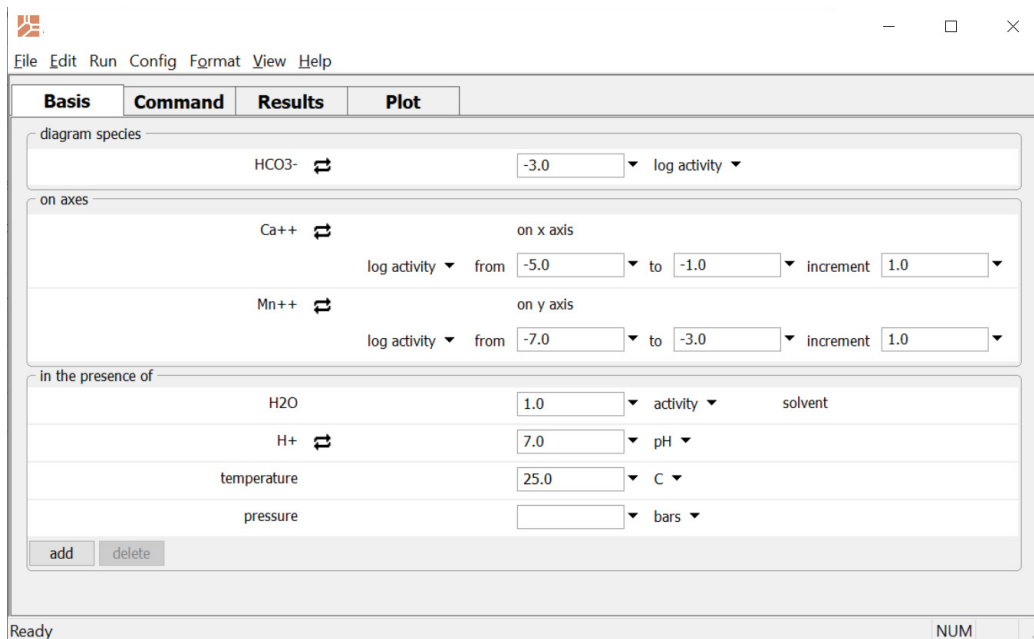 File Edit Run Config Format View Help
Basis Command Results Plot
diagram species
HCO3- -3.0 log activity
on axes
Ca++ on x axis
log activity from -5.0 to -1.0 increment 1.0
Mn++ on y axis
log activity from -7.0 to -3.0 increment 1.0
in the presence of
H2O 1.0 activity solvent
H+ 7.0 pH
temperature 25.0 C
pressure bars
add delete
Ready NUM